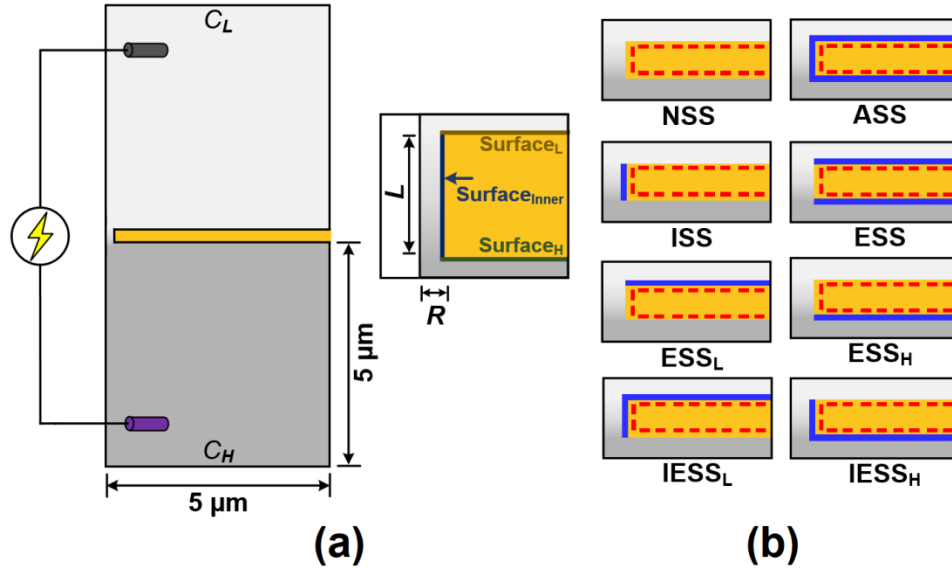 C_L
Surface_L
L
Surface_Inner
Surface_H
R
5 µm
C_H
5 µm
(a)
NSS
ASS
ISS
ESS
ESS_L
ESS_H
IESS_L
IESS_H
(b)